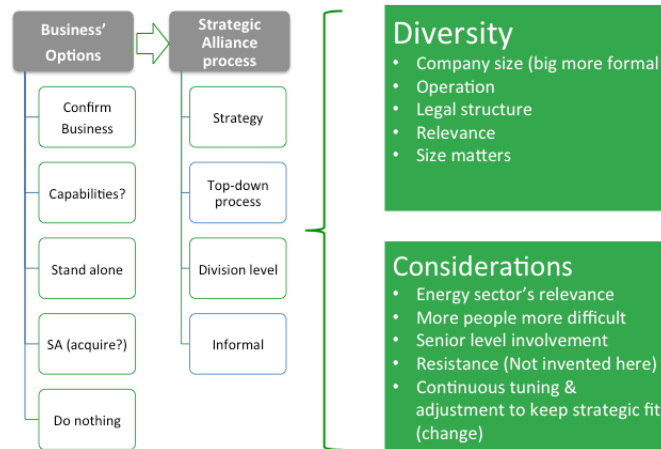 Business’
Options
Strategic
Alliance
process
Confirm
Business
Capabilities?
Stand alone
SA (acquire?)
Do nothing
Strategy
Top-down
process
Division level
Informal
Diversity
• Company size (big more formal
• Operation
• Legal structure
• Relevance
• Size matters
Considerations
• Energy sector’s relevance
• More people more difficult
• Senior level involvement
• Resistance (Not invented here)
• Continuous tuning &
adjustment to keep strategic fit
(change)